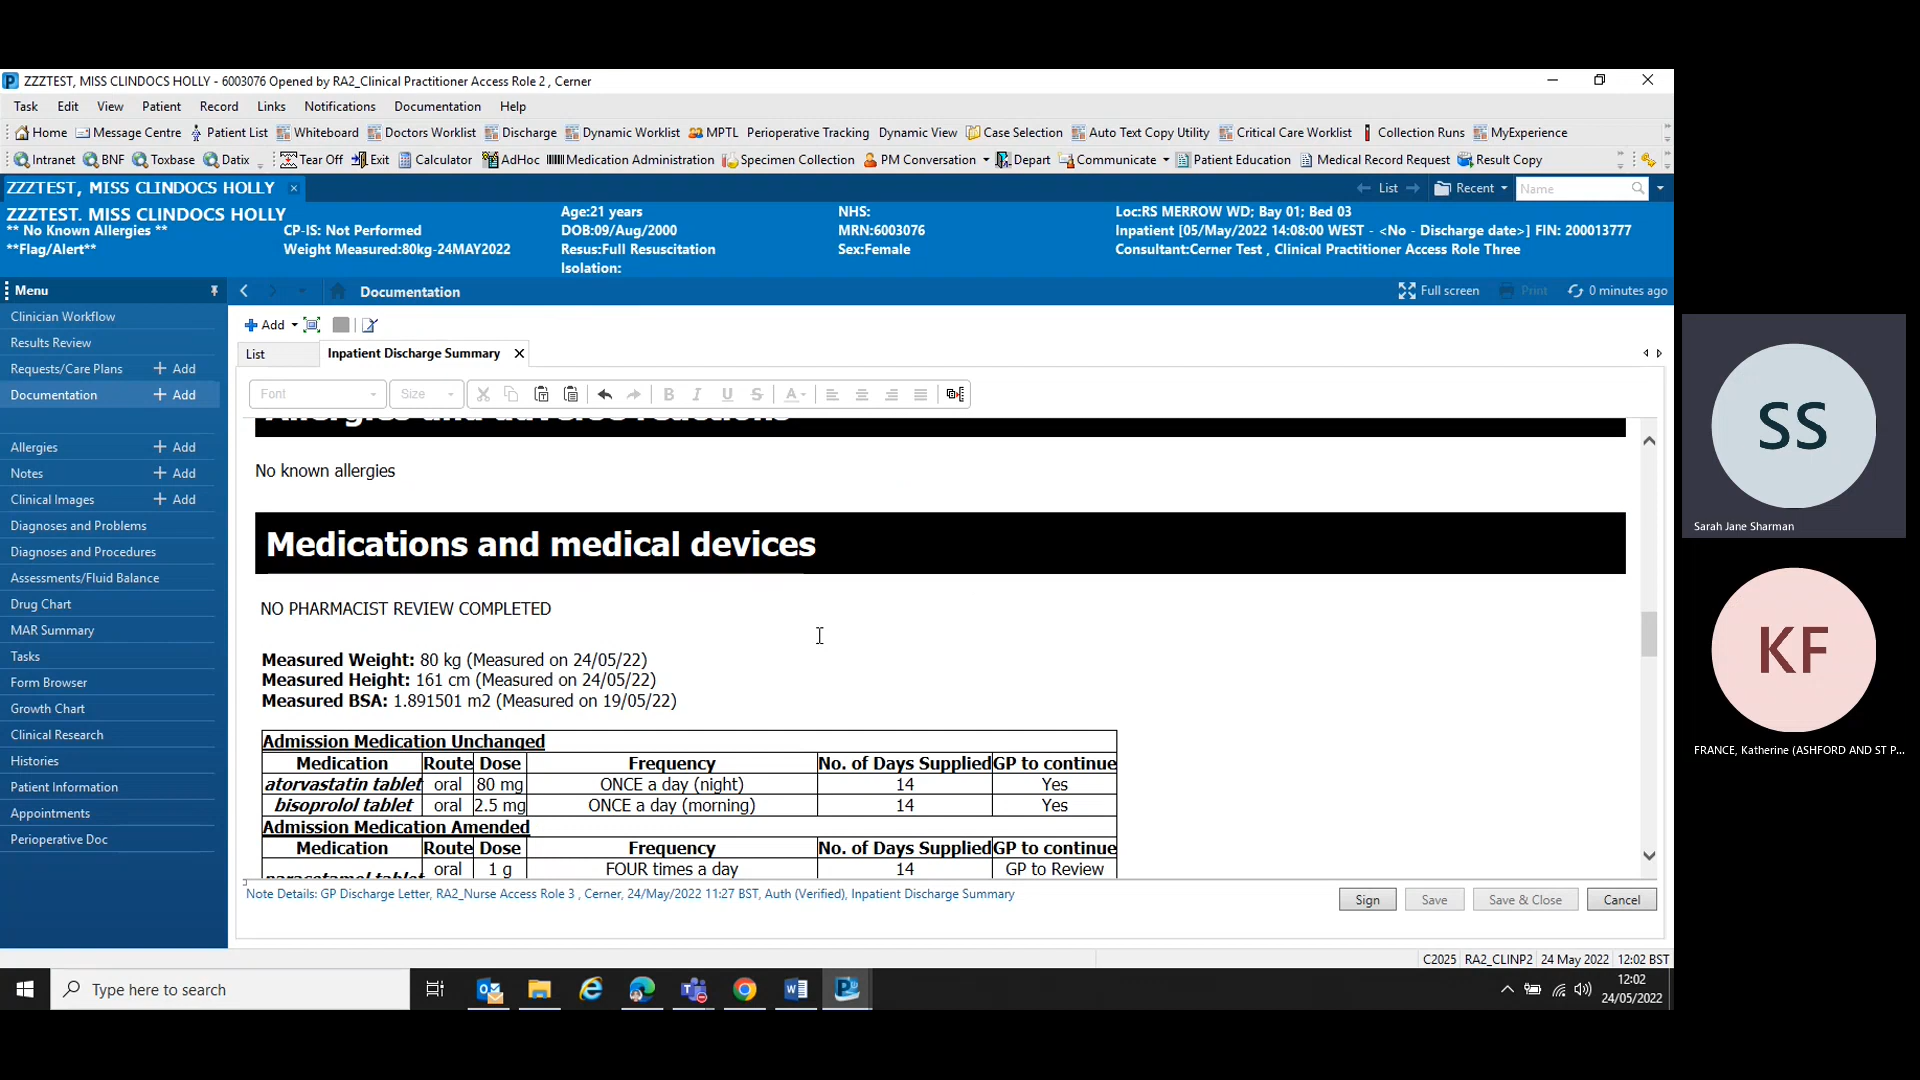 ZZZTEST, MISS CLINDOCS HOLLY - 6003076 Opened by RA2_Clinical Practitioner Access Role 2 , Cerner
Task Edit View Patient Record Links Notifications Documentation Help
Home Message Centre Patient List Whiteboard Doctors Worklist Discharge Dynamic Worklist MPTL Perioperative Tracking Dynamic View Case Selection Auto Text Copy Utility Critical Care Worklist Collection Runs MyExperience
Intranet BNF Toxbase Datix Tear Off Exit Calculator AdHoc Medication Administration Specimen Collection PM Conversation Depart Communicate Patient Education Medical Record Request Result Copy
ZZZTEST, MISS CLINDOCS HOLLY List Recent Name
ZZZTEST. MISS CLINDOCS HOLLY Age:21 years NHS: Loc:RS MERROW WD; Bay 01; Bed 03
** No Known Allergies ** CP-IS: Not Performed DOB:09/Aug/2000 MRN:6003076 Inpatient [05/May/2022 14:08:00 WEST - <No - Discharge date>] FIN: 200013777
**Flag/Alert** Weight Measured:80kg-24MAY2022 Resus:Full Resuscitation Sex:Female Consultant:Cerner Test , Clinical Practitioner Access Role Three
Isolation:
Menu
Documentation Full screen Print 0 minutes ago
Clinician Workflow
Results Review
Requests/Care Plans Add
Documentation Add
Allergies Add
Notes Add
Clinical Images Add
Diagnoses and Problems
Diagnoses and Procedures
Assessments/Fluid Balance
Drug Chart
MAR Summary
Tasks
Form Browser
Growth Chart
Clinical Research
Histories
Patient Information
Appointments
Perioperative Doc
Add
List Inpatient Discharge Summary
Font Size B I U S A
Allergies and adverse reactions
No known allergies
Medications and medical devices
NO PHARMACIST REVIEW COMPLETED
Measured Weight: 80 kg (Measured on 24/05/22)
Measured Height: 161 cm (Measured on 24/05/22)
Measured BSA: 1.891501 m2 (Measured on 19/05/22)
Admission Medication Unchanged
Medication Route Dose Frequency No. of Days Supplied GP to continue
atorvastatin tablet oral 80 mg ONCE a day (night) 14 Yes
bisoprolol tablet oral 2.5 mg ONCE a day (morning) 14 Yes
Admission Medication Amended
Medication Route Dose Frequency No. of Days Supplied GP to continue
paracetamol tablet oral 1 g FOUR times a day 14 GP to Review
Note Details: GP Discharge Letter, RA2_Nurse Access Role 3 , Cerner, 24/May/2022 11:27 BST, Auth (Verified), Inpatient Discharge Summary
Sign Save Save & Close Cancel
C2025 RA2_CLINP2 24 May 2022 12:02 BST
Type here to search
12:02
24/05/2022
SS
Sarah Jane Sharman
KF
FRANCE, Katherine (ASHFORD AND ST P...